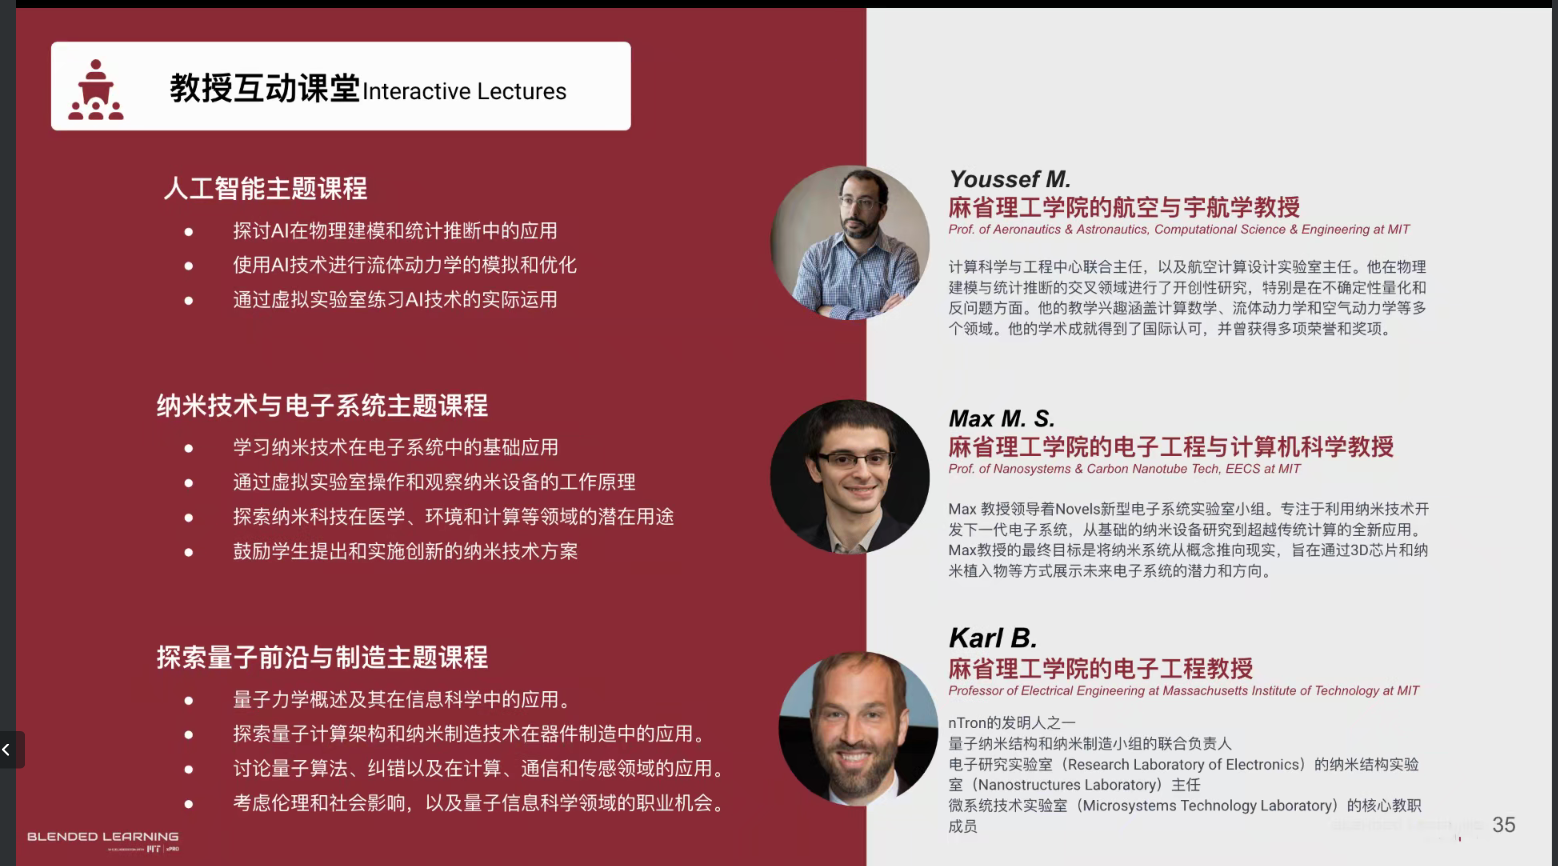 教授互动课堂Interactive Lectures
人工智能主题课程
● 探讨AI在物理建模和统计推断中的应用
● 使用AI技术进行流体动力学的模拟和优化
● 通过虚拟实验室练习AI技术的实际运用
纳米技术与电子系统主题课程
● 学习纳米技术在电子系统中的基础应用
● 通过虚拟实验室操作和观察纳米设备的工作原理
● 探索纳米科技在医学、环境和计算等领域的潜在用途
● 鼓励学生提出和实施创新的纳米技术方案
探索量子前沿与制造主题课程
● 量子力学概述及其在信息科学中的应用。
● 探索量子计算架构和纳米制造技术在器件制造中的应用。
● 讨论量子算法、纠错以及在计算、通信和传感领域的应用。
● 考虑伦理和社会影响，以及量子信息科学领域的职业机会。
BLENDED LEARNING
Youssef M.
麻省理工学院的航空与宇航学教授
Prof. of Aeronautics & Astronautics, Computational Science & Engineering at MIT
计算科学与工程中心联合主任，以及航空计算设计实验室主任。他在物理
建模与统计推断的交叉领域进行了开创性研究，特别是在不确定性量化和
反问题方面。他的教学兴趣涵盖计算数学、流体动力学和空气动力学等多
个领域。他的学术成就得到了国际认可，并曾获得多项荣誉和奖项。
Max M. S.
麻省理工学院的电子工程与计算机科学教授
Prof. of Nanosystems & Carbon Nanotube Tech, EECS at MIT
Max 教授领导着Novels新型电子系统实验室小组。专注于利用纳米技术开
发下一代电子系统，从基础的纳米设备研究到超越传统计算的全新应用。
Max教授的最终目标是将纳米系统从概念推向现实，旨在通过3D芯片和纳
米植入物等方式展示未来电子系统的潜力和方向。
Karl B.
麻省理工学院的电子工程教授
Professor of Electrical Engineering at Massachusetts Institute of Technology at MIT
nTron的发明人之一
量子纳米结构和纳米制造小组的联合负责人
电子研究实验室（Research Laboratory of Electronics）的纳米结构实验
室（Nanostructures Laboratory）主任
微系统技术实验室（Microsystems Technology Laboratory）的核心教职
成员
35